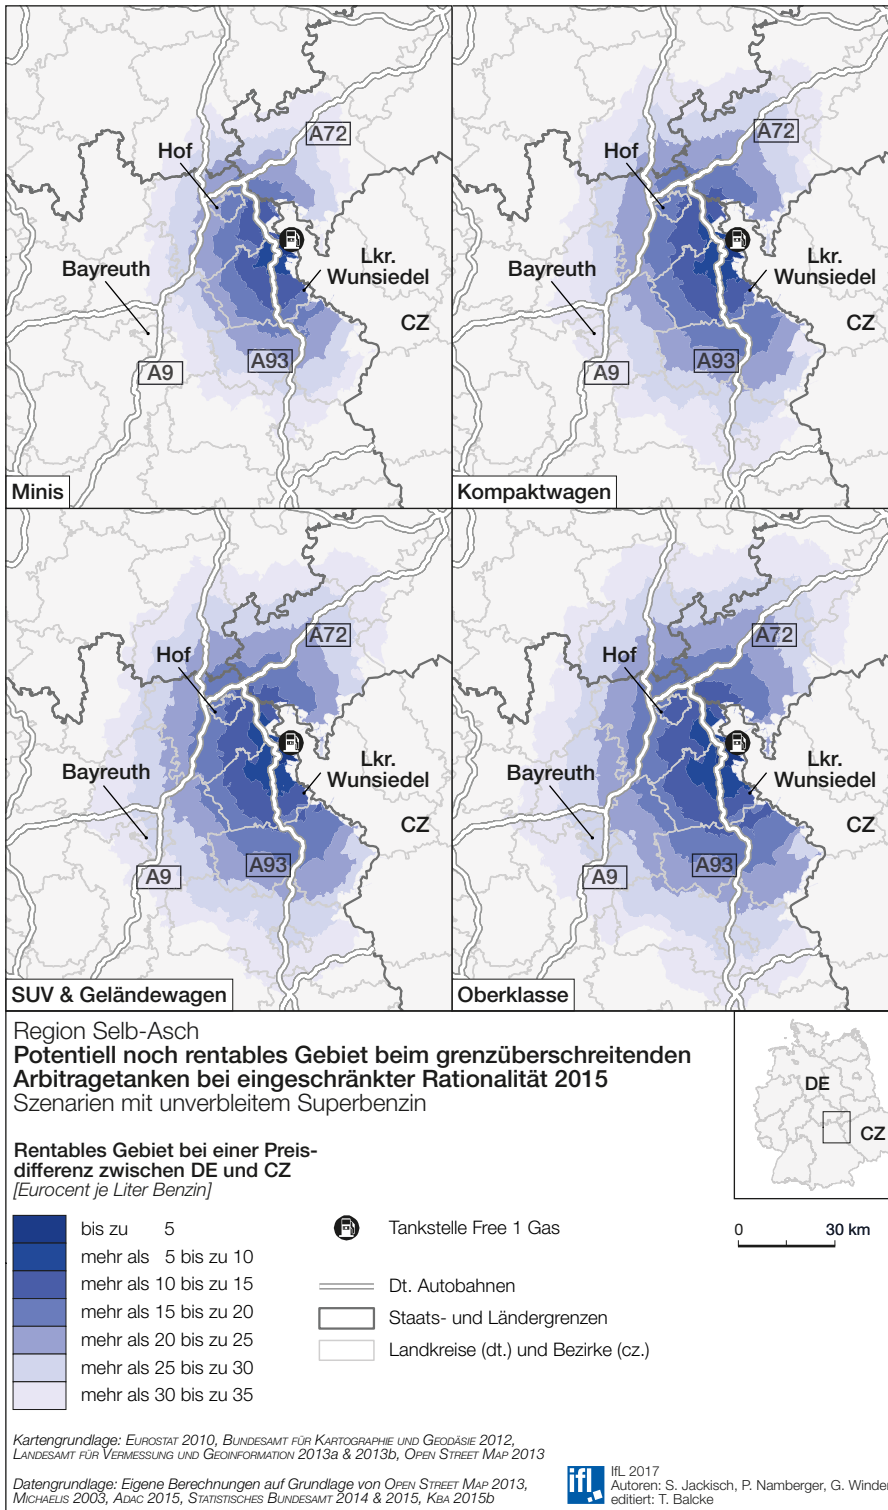 A72
Hof
Bayreuth
Lkr.
Wunsiedel
CZ
A9
A93
Minis
A72
Hof
Bayreuth
Lkr.
Wunsiedel
CZ
A9
A93
Kompaktwagen
A72
Hof
Bayreuth
Lkr.
Wunsiedel
CZ
A9
A93
SUV & Geländewagen
A72
Hof
Bayreuth
Lkr.
Wunsiedel
CZ
A9
A93
Oberklasse
Region Selb-Asch
Potentiell noch rentables Gebiet beim grenzüberschreitenden
Arbitragetanken bei eingeschränkter Rationalität 2015
Szenarien mit unverbleitem Superbenzin
DE
CZ
Rentables Gebiet bei einer Preis-
differenz zwischen DE und CZ
[Eurocent je Liter Benzin]
bis zu 5
mehr als 5 bis zu 10
mehr als 10 bis zu 15
mehr als 15 bis zu 20
mehr als 20 bis zu 25
mehr als 25 bis zu 30
mehr als 30 bis zu 35
Tankstelle Free 1 Gas
Dt. Autobahnen
Staats- und Ländergrenzen
Landkreise (dt.) und Bezirke (cz.)
0 30 km
Kartengrundlage: Eurostat 2010, Bundesamt für Kartographie und Geodäsie 2012,
Landesamt für Vermessung und Geoinformation 2013a & 2013b, Open Street Map 2013
Datengrundlage: Eigene Berechnungen auf Grundlage von Open Street Map 2013,
Michaelis 2003, Adac 2015, Statistisches Bundesamt 2014 & 2015, Kba 2015b
ifl
IfL 2017
Autoren: S. Jackisch, P. Namberger, G. Winder
editiert: T. Balcke